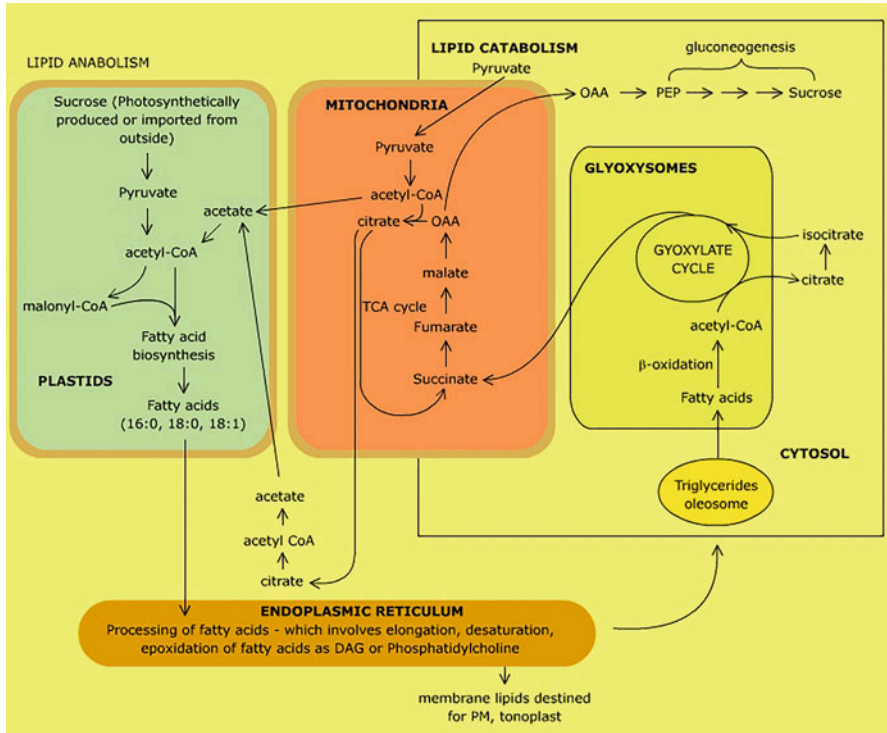 LIPID ANABOLISM
Sucrose (Photosynthetically
produced or imported from
outside)
Pyruvate
acetyl-CoA
malonyl-CoA
Fatty acid
biosynthesis
PLASTIDS
Fatty acids
(16:0, 18:0, 18:1)
acetate
LIPID CATABOLISM
Pyruvate
MITOCHONDRIA
Pyruvate
acetyl-CoA
citrate
OAA
malate
TCA cycle
Fumarate
Succinate
gluconeogenesis
OAA
PEP
Sucrose
GLYOXYSOMES
GYOXYLATE
CYCLE
isocitrate
citrate
acetyl-CoA
β-oxidation
Fatty acids
CYTOSOL
Triglycerides
oleosome
acetate
acetyl CoA
citrate
ENDOPLASMIC RETICULUM
Processing of fatty acids - which involves elongation, desaturation,
epoxidation of fatty acids as DAG or Phosphatidylcholine
membrane lipids destined
for PM, tonoplast